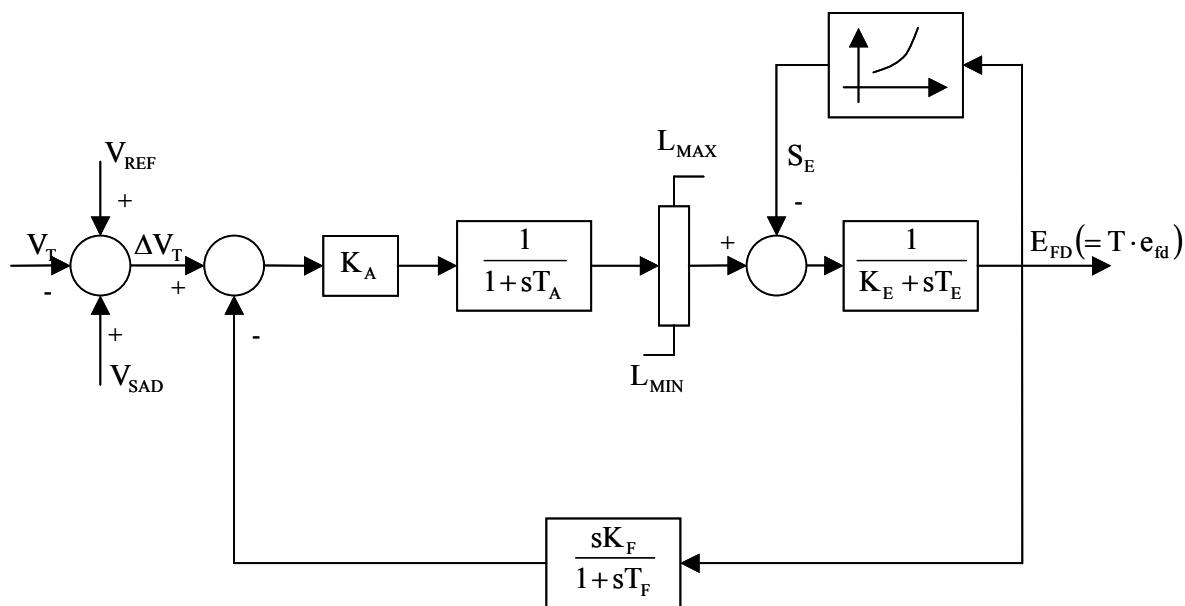 V_REF
+
V_T
-
ΔV_T
+
+
V_SAD
-
K_A
1
1+sT_A
L_MAX
L_MIN
S_E
-
+
1
K_E + sT_E
E_FD (= T · e_fd)
sK_F
1+sT_F